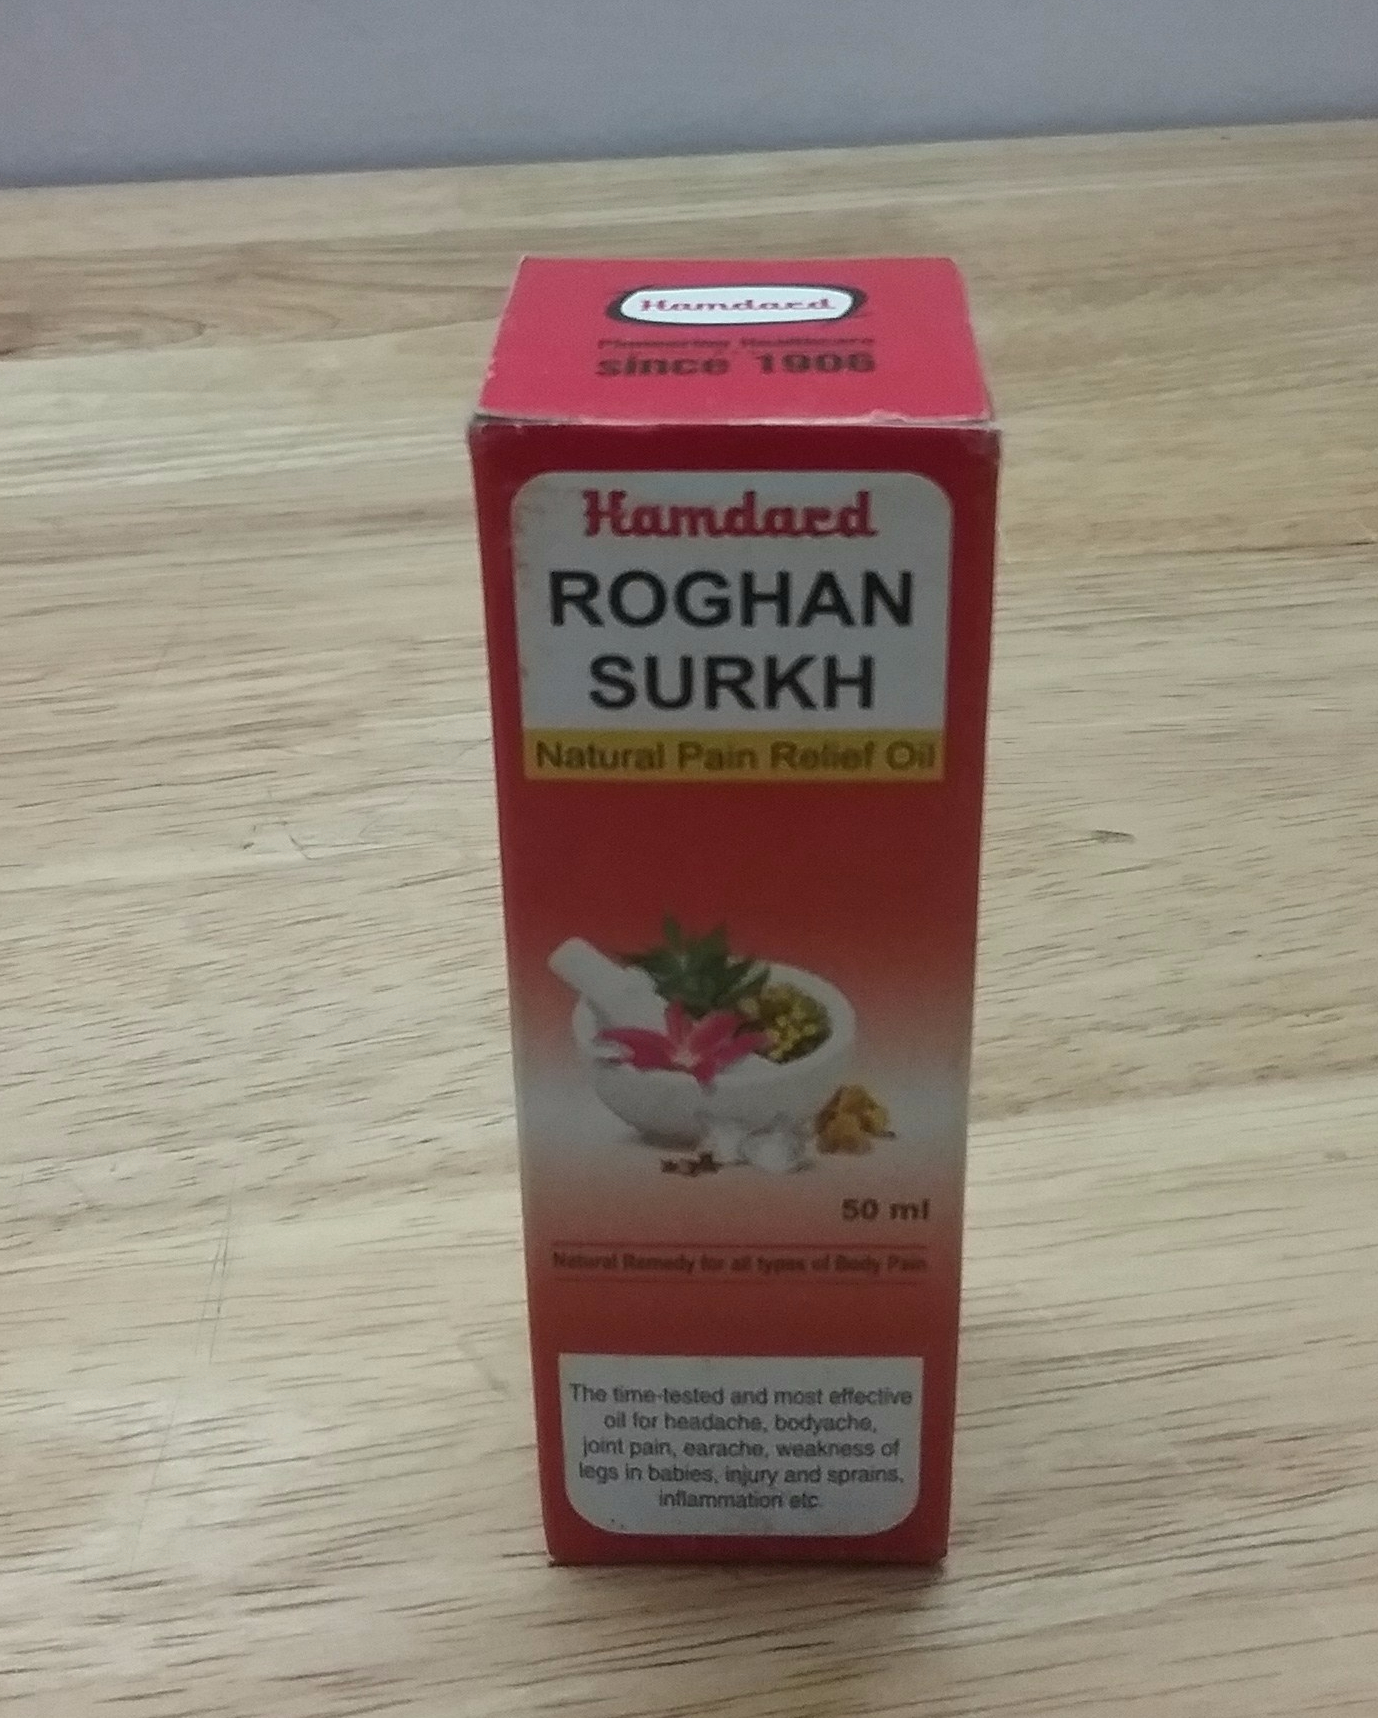 Hamdard
Pioneering Healthcare
since 1906
Hamdard
ROGHAN
SURKH
Natural Pain Relief Oil
50 ml
Natural Remedy for all types of Body Pain
The time-tested and most effective
oil for headache, bodyache,
joint pain, earache, weakness of
legs in babies, injury and sprains,
inflammation etc.